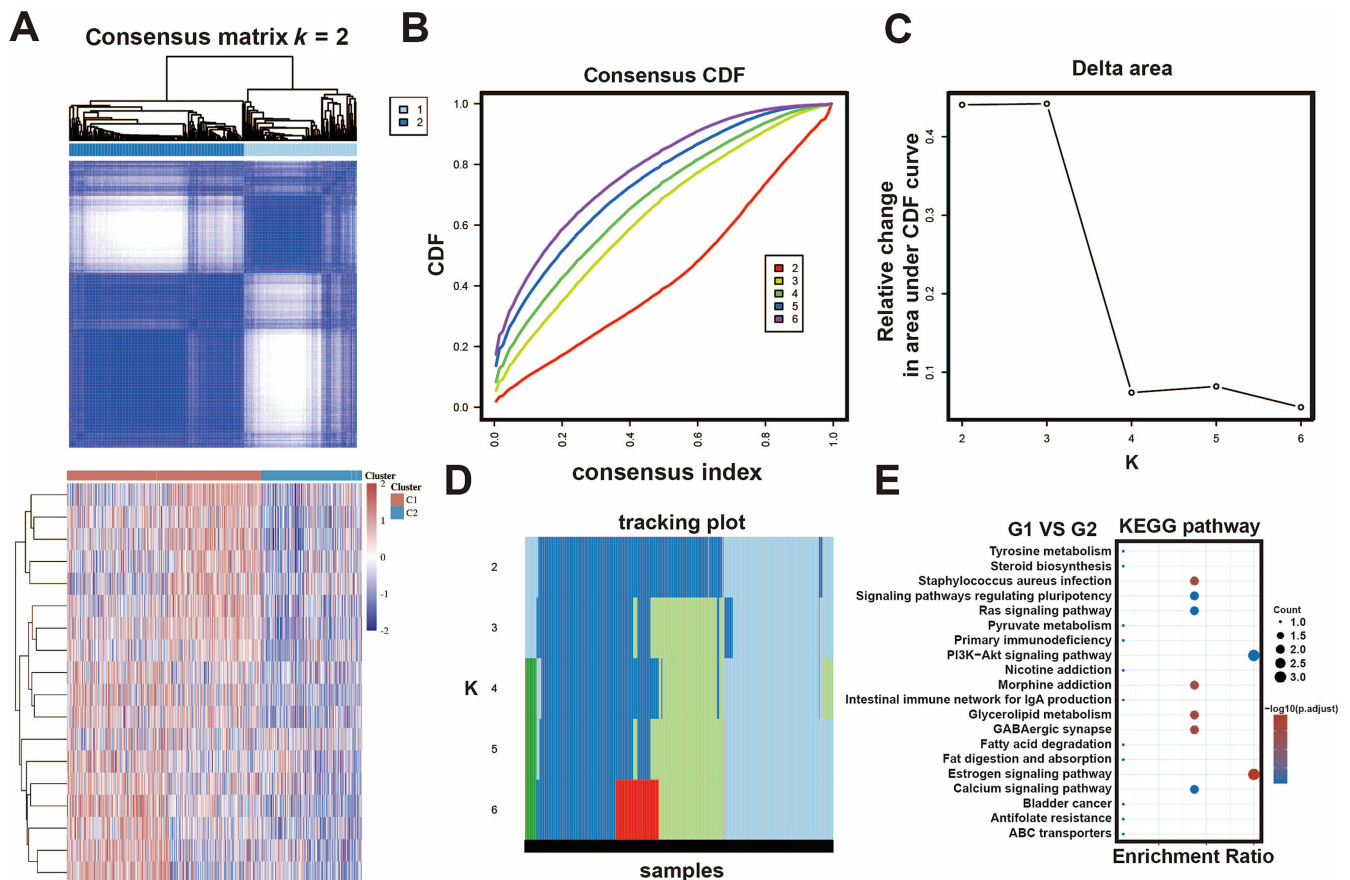 A
Consensus matrix k = 2
1
2
Cluster
2
1
0
-1
-2
Cluster
C1
C2
B
Consensus CDF
CDF
1.0
0.8
0.6
0.4
0.2
0.0
2
3
4
5
6
0.0
0.2
0.4
0.6
0.8
1.0
consensus index
C
Delta area
Relative change
in area under CDF curve
0.4
0.3
0.2
0.1
2
3
4
5
6
K
D
tracking plot
K
2
3
4
5
6
samples
E
G1 VS G2
KEGG pathway
Tyrosine metabolism
Steroid biosynthesis
Staphylococcus aureus infection
Signaling pathways regulating pluripotency
Ras signaling pathway
Pyruvate metabolism
Primary immunodeficiency
PI3K−Akt signaling pathway
Nicotine addiction
Morphine addiction
Intestinal immune network for IgA production
Glycerolipid metabolism
GABAergic synapse
Fatty acid degradation
Fat digestion and absorption
Estrogen signaling pathway
Calcium signaling pathway
Bladder cancer
Antifolate resistance
ABC transporters
Enrichment Ratio
Count
1.0
1.5
2.0
2.5
3.0
−log10(p.adjust)